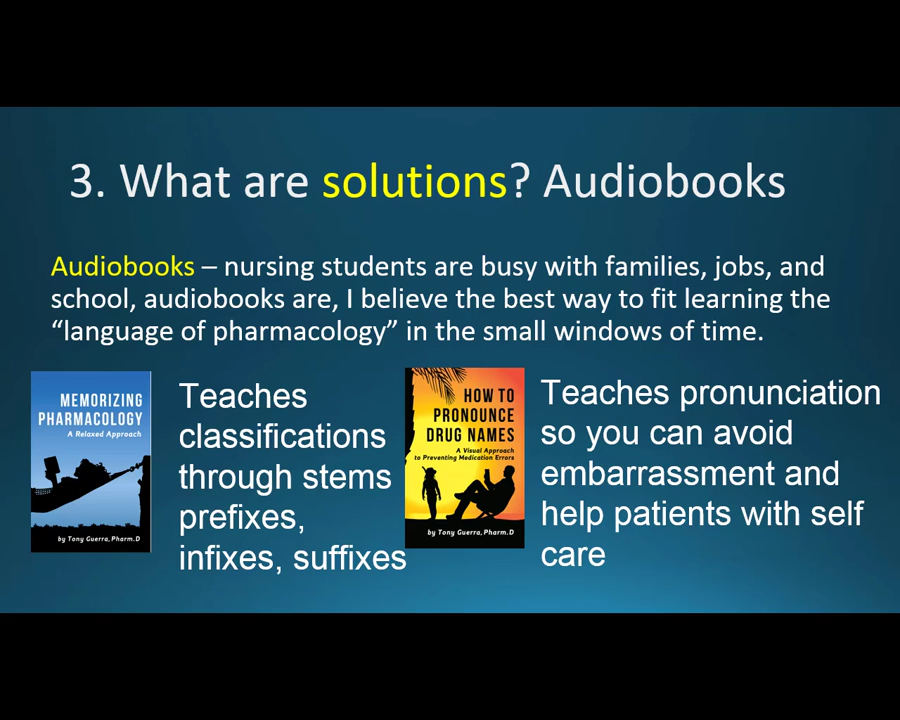 3. What are solutions? Audiobooks
Audiobooks – nursing students are busy with families, jobs, and
school, audiobooks are, I believe the best way to fit learning the
“language of pharmacology” in the small windows of time.
MEMORIZING
PHARMACOLOGY
A Relaxed Approach
by Tony Guerra, Pharm.D
Teaches
classifications
through stems
prefixes,
infixes, suffixes
HOW TO
PRONOUNCE
DRUG NAMES
A Visual Approach
to Preventing Medication Errors
by Tony Guerra, Pharm.D
Teaches pronunciation
so you can avoid
embarrassment and
help patients with self
care